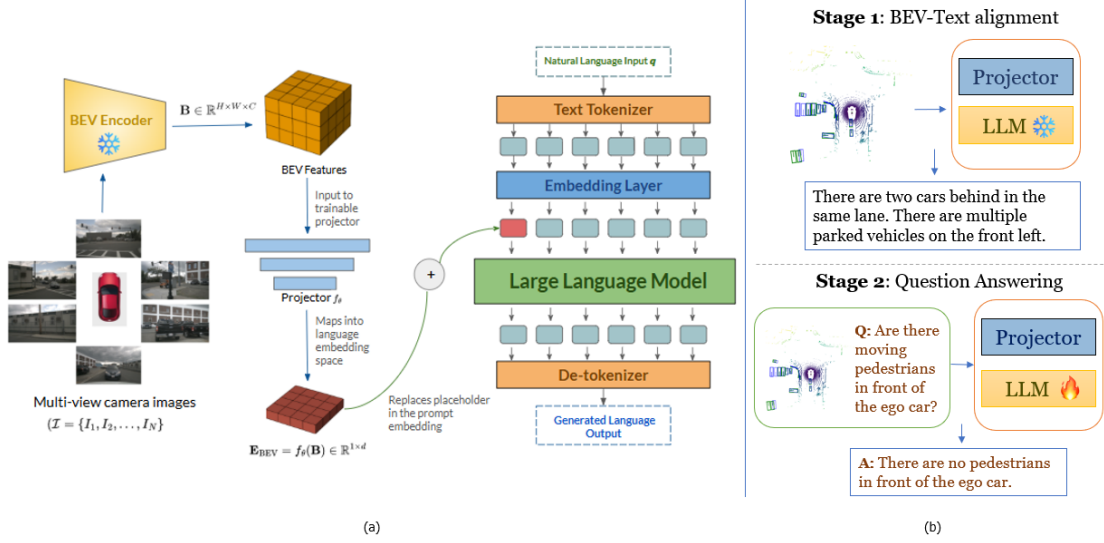 BEV Encoder
B ∈ ℝ^{H×W×C}
BEV Features
Input to
trainable
projector
Projector f_θ
Maps into
language
embedding
space
E_BEV = f_θ(B) ∈ ℝ^{1×d}
Multi-view camera images
(𝓘 = {I_1, I_2, . . . , I_N}
+
Replaces placeholder
in the prompt
embedding
Natural Language Input q
Text Tokenizer
Embedding Layer
Large Language Model
De-tokenizer
Generated Language
Output
(a)
Stage 1: BEV-Text alignment
Projector
LLM
There are two cars behind in the
same lane. There are multiple
parked vehicles on the front left.
Stage 2: Question Answering
Q: Are there
moving
pedestrians
in front of
the ego car?
Projector
LLM
A: There are no pedestrians
in front of the ego car.
(b)